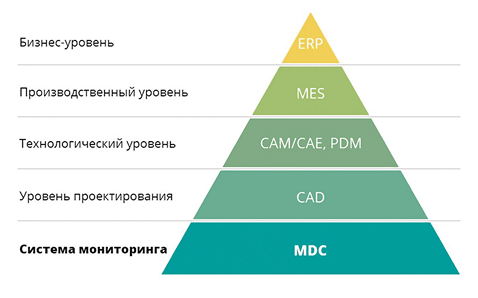 Бизнес-уровень ERP
Производственный уровень MES
Технологический уровень CAM/CAE, PDM
Уровень проектирования CAD
Система мониторинга MDC